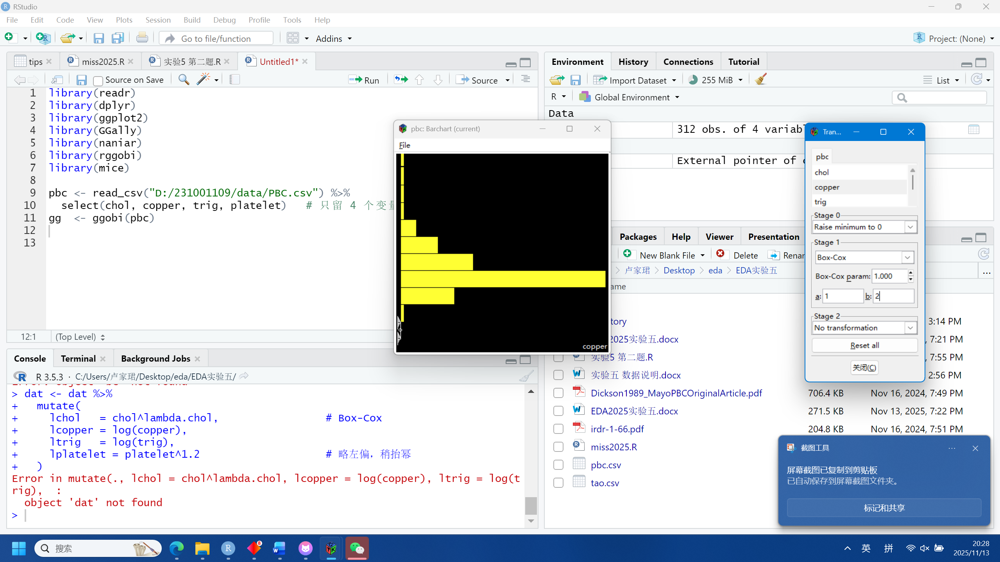 RStudio
File Edit Code View Plots Session Build Debug Profile Tools Help
Go to file/function
Addins
Project: (None)
tips
miss2025.R
实验5 第二题.R
Untitled1*
Source on Save
Run
Source
1 library(readr)
2 library(dplyr)
3 library(ggplot2)
4 library(GGally)
5 library(naniar)
6 library(rggobi)
7 library(mice)
8
9 pbc <- read_csv("D:/231001109/data/PBC.csv") %>%
10 select(chol, copper, trig, platelet) # 只留 4 个变量
11 gg <- ggobi(pbc)
12
13
12:1 (Top Level)
Console Terminal Background Jobs
R 3.5.3 · C:/Users/卢家珺/Desktop/eda/EDA实验五/
> dat <- dat %>%
+ mutate(
+ lchol = chol^lambda.chol, # Box-Cox
+ lcopper = log(copper),
+ ltrig = log(trig),
+ lplatelet = platelet^1.2 # 略左偏，稍抬幂
+ )
Error in mutate(., lchol = chol^lambda.chol, lcopper = log(copper), ltrig = log(t
rig), :
object 'dat' not found
>
pbc: Barchart (current)
File
copper
Environment History Connections Tutorial
Import Dataset
255 MiB
List
R
Global Environment
Data
312 obs. of 4 variabl
External pointer of
Packages Help Viewer Presentation
New Blank File
Delete
Renam
卢家珺 Desktop eda EDA实验五
...
ame
tory
3:14 PM
2025实验五.docx
, 7:21 PM
实验5 第二题.R
, 7:55 PM
实验五 数据说明.docx
2:56 PM
Dickson1989_MayoPBCOriginalArticle.pdf 706.4 KB Nov 16, 2024, 7:49 PM
EDA2025实验五.docx 271.5 KB Nov 13, 2025, 7:22 PM
irdr-1-66.pdf 204.8 KB Nov 16, 2024, 7:51 PM
miss2025.R
pbc.csv
tao.csv
Tran...
pbc
chol
copper
trig
Stage 0
Raise minimum to 0
Stage 1
Box-Cox
Box-Cox param: 1.000
a: 1 b: 2
Stage 2
No transformation
Reset all
关闭(C)
截图工具
屏幕截图已复制到剪贴板
已自动保存到屏幕截图文件夹。
标记和共享
搜索
8
英
拼
20:28
2025/11/13